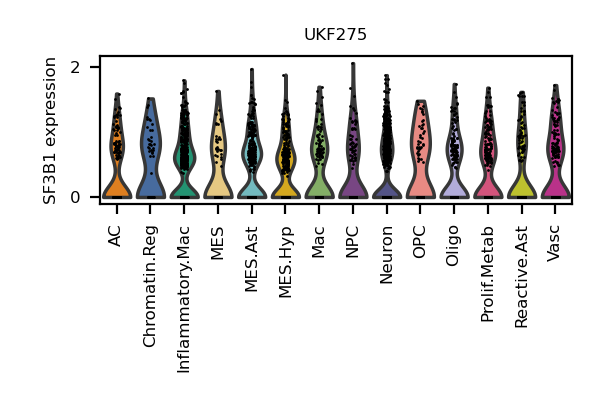 UKF275
SF3B1 expression
2
0
AC
Chromatin.Reg
Inflammatory.Mac
MES
MES.Ast
MES.Hyp
Mac
NPC
Neuron
OPC
Oligo
Prolif.Metab
Reactive.Ast
Vasc